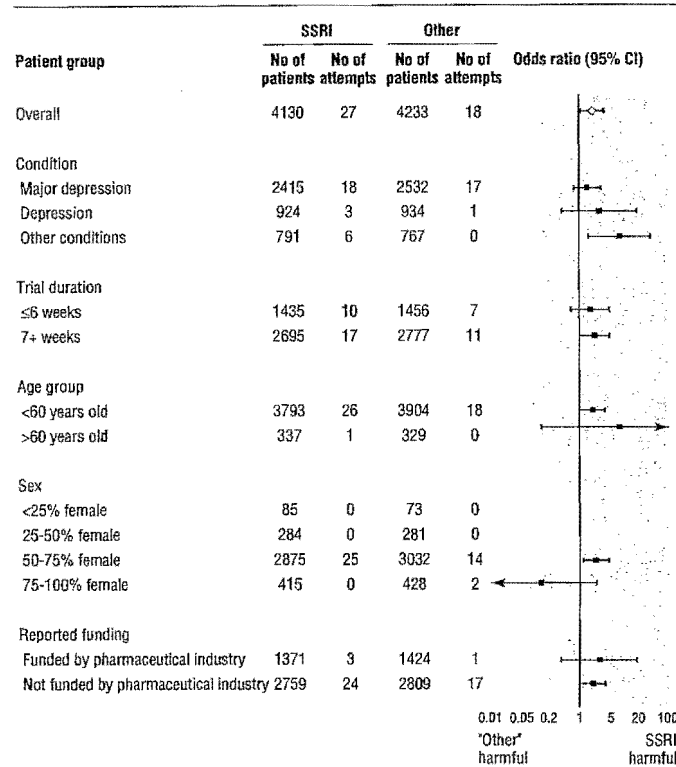 SSRI Other
Patient group No of patients No of attempts No of patients No of attempts Odds ratio (95% CI)
Overall 4130 27 4233 18
Condition
Major depression 2415 18 2532 17
Depression 924 3 934 1
Other conditions 791 6 767 0
Trial duration
≤6 weeks 1435 10 1456 7
7+ weeks 2695 17 2777 11
Age group
<60 years old 3793 26 3904 18
>60 years old 337 1 329 0
Sex
<25% female 85 0 73 0
25-50% female 284 0 281 0
50-75% female 2875 25 3032 14
75-100% female 415 0 428 2
Reported funding
Funded by pharmaceutical industry 1371 3 1424 1
Not funded by pharmaceutical industry 2759 24 2809 17
0.01 0.05 0.2 1 5 20 100
"Other" SSRI
harmful harmful